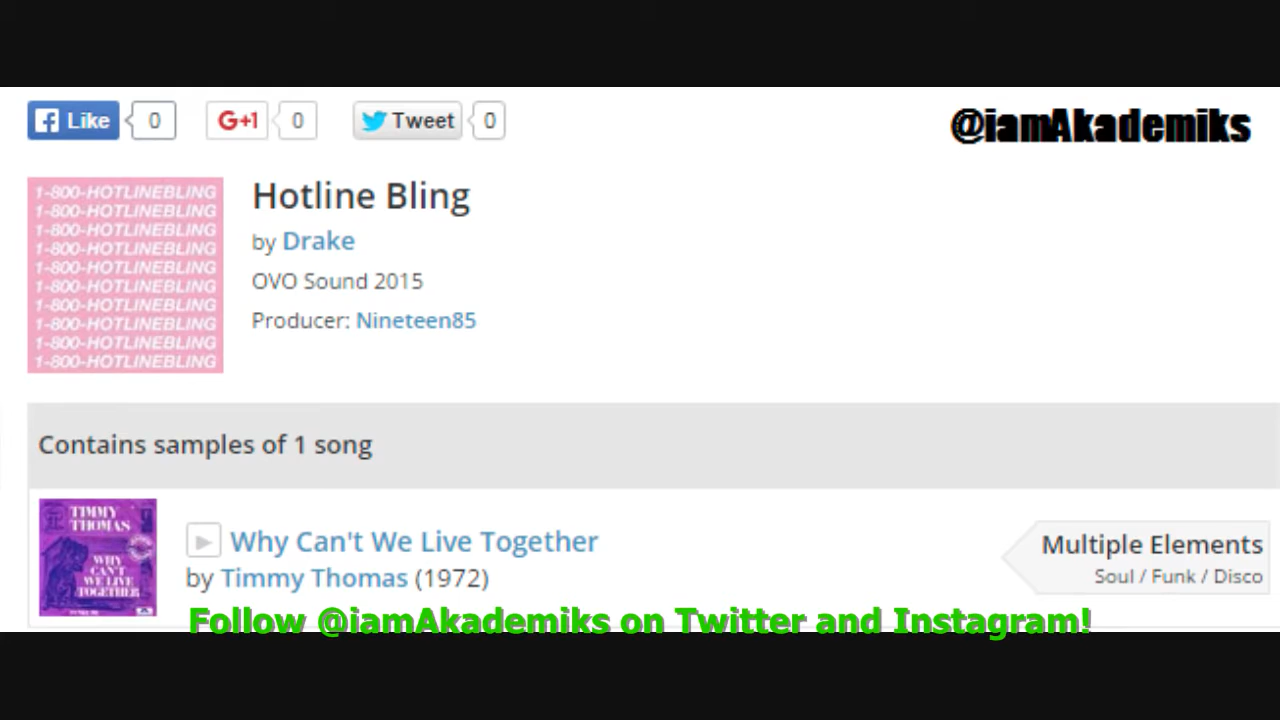 Like 0 G+1 0 Tweet 0
@iamAkademiks
1-800-HOTLINEBLING
1-800-HOTLINEBLING
1-800-HOTLINEBLING
1-800-HOTLINEBLING
1-800-HOTLINEBLING
1-800-HOTLINEBLING
1-800-HOTLINEBLING
1-800-HOTLINEBLING
1-800-HOTLINEBLING
1-800-HOTLINEBLING
Hotline Bling
by Drake
OVO Sound 2015
Producer: Nineteen85
Contains samples of 1 song
TIMMY
THOMAS
WHY
CAN'T
WE LIVE
TOGETHER
Why Can't We Live Together
by Timmy Thomas (1972)
Multiple Elements
Soul / Funk / Disco
Follow @iamAkademiks on Twitter and Instagram!